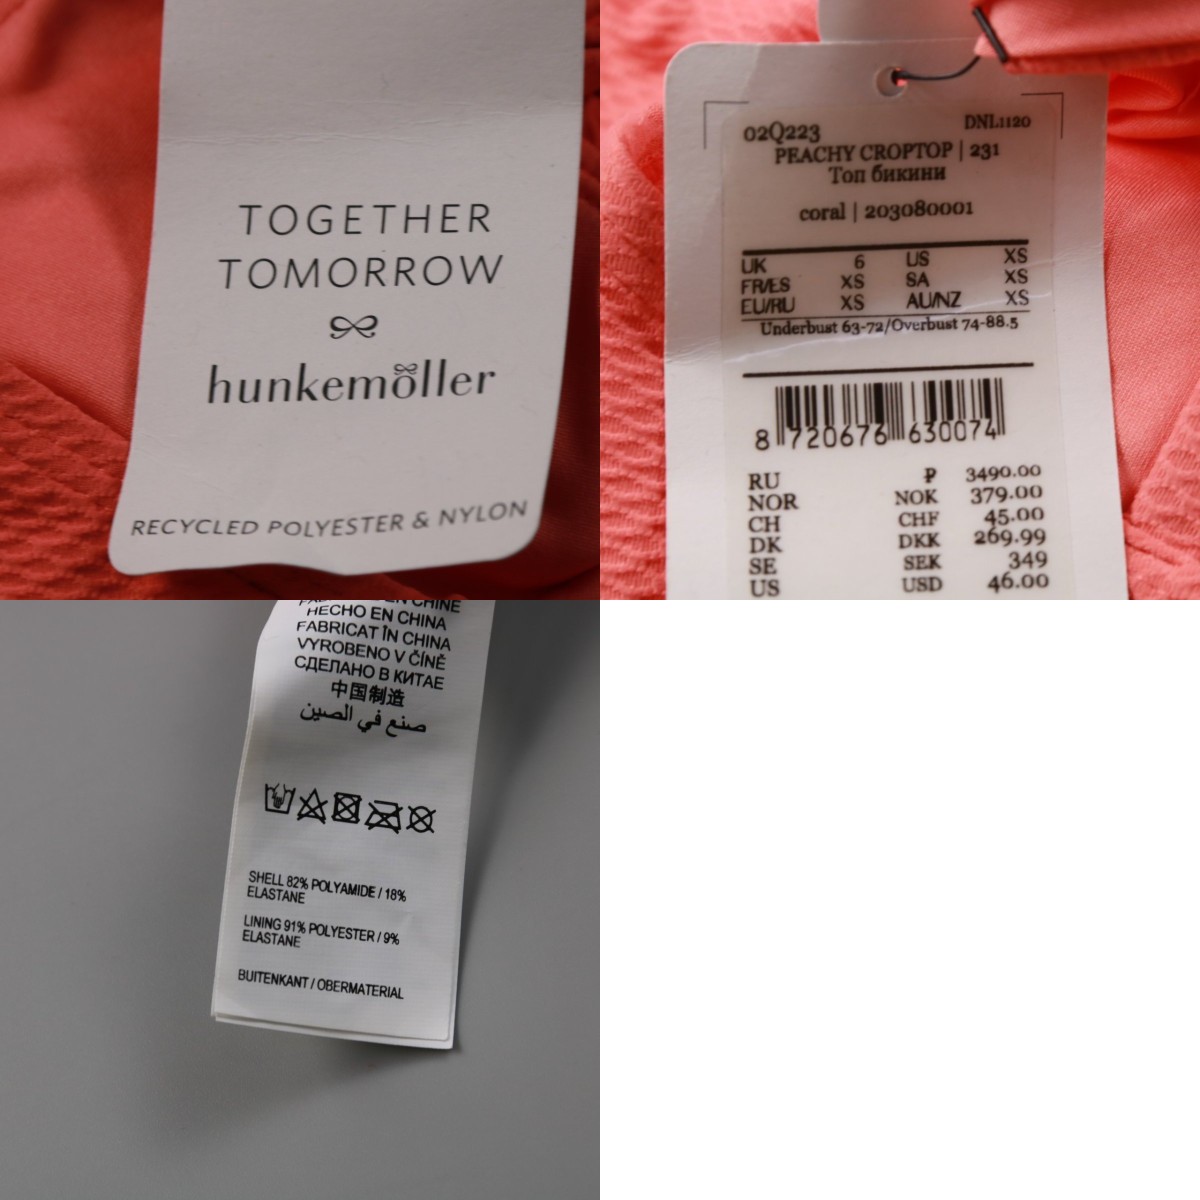 TOGETHER
TOMORROW
hunkemöller
RECYCLED POLYESTER & NYLON
02Q223 DNL1120
PEACHY CROPTOP | 231
Топ бикини
coral | 203080001
UK 6 US XS
FR/ES XS SA XS
EU/RU XS AU/NZ XS
Underbust 63-72/Overbust 74-88.5
8 720676 630074
RU ₽ 3490.00
NOR NOK 379.00
CH CHF 45.00
DK DKK 269.99
SE SEK 349
US USD 46.00
EN CHINE
HECHO EN CHINA
FABRICAT ÎN CHINA
VYROBENO V ČÍNĚ
СДЕЛАНО В КИТАЕ
中国制造
صنع في الصين
SHELL 82% POLYAMIDE / 18%
ELASTANE
LINING 91% POLYESTER / 9%
ELASTANE
BUITENKANT / OBERMATERIAL